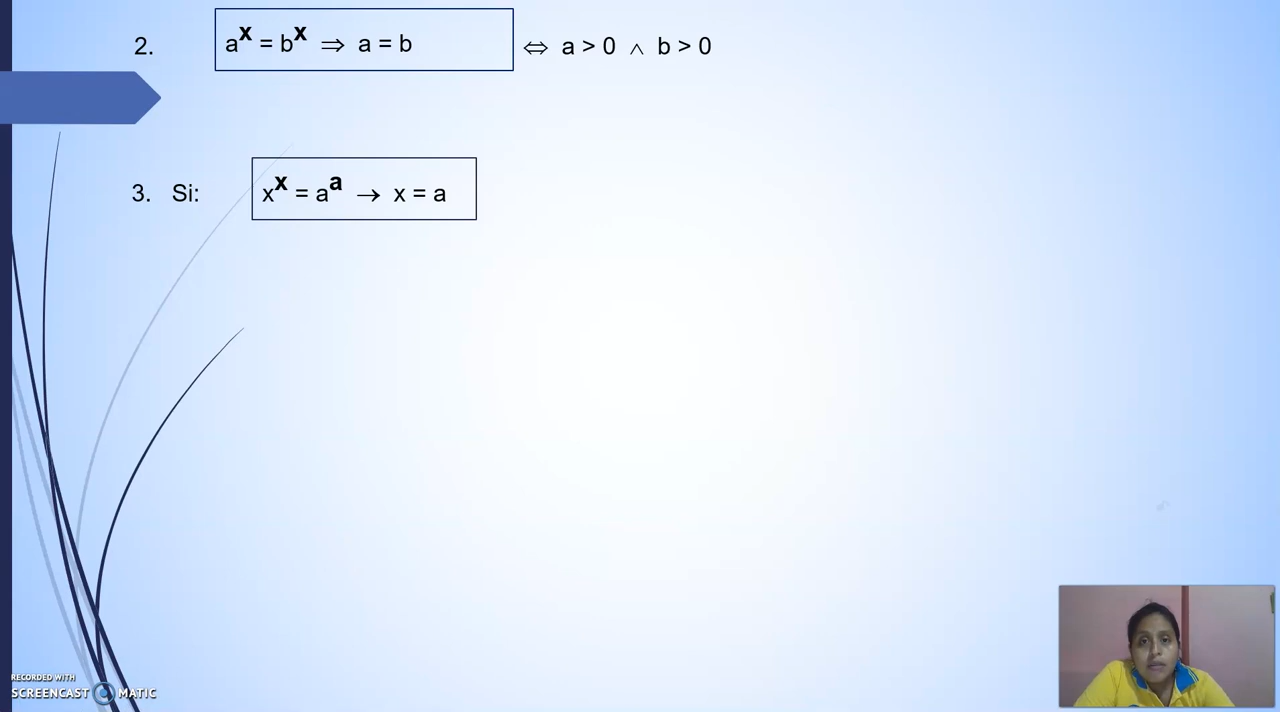 2. aˣ = bˣ ⇒ a = b ⇔ a > 0 ∧ b > 0
3. Si: xˣ = aᵃ → x = a
RECORDED WITH
SCREENCAST MATIC